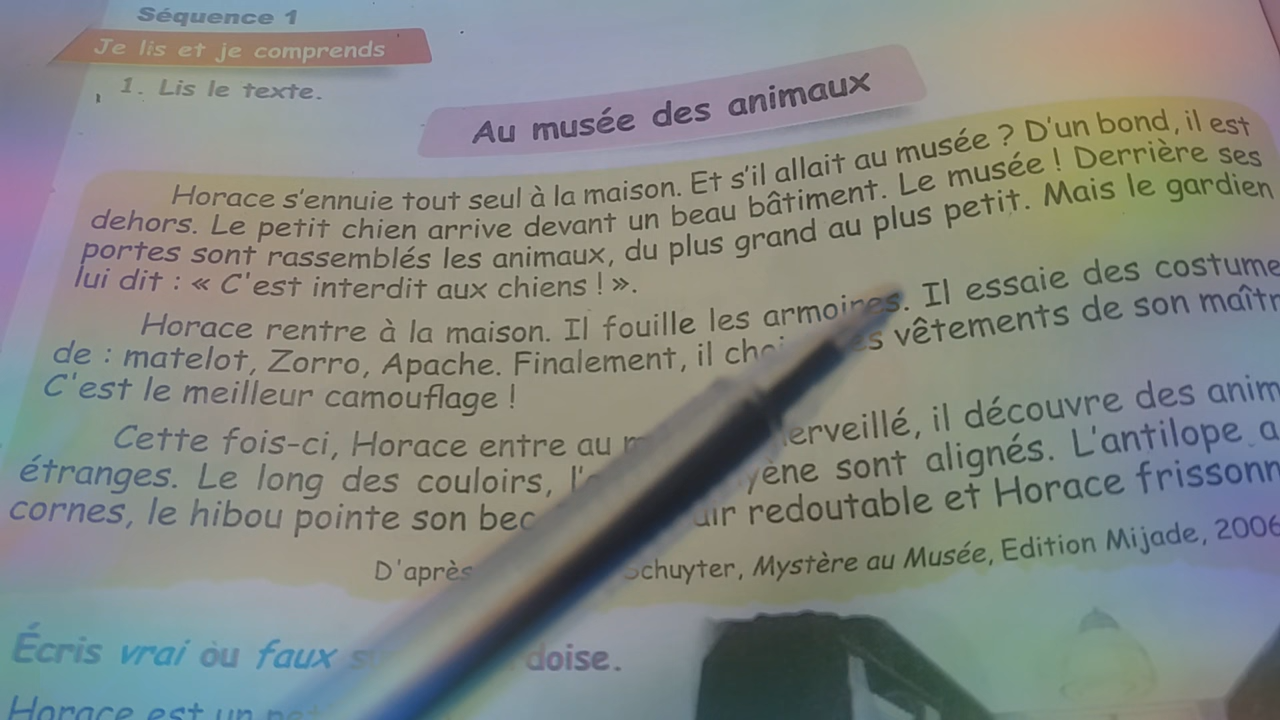 Séquence 1
Je lis et je comprends
1. Lis le texte.
Au musée des animaux
Horace s'ennuie tout seul à la maison. Et s'il allait au musée ? D'un bond, il est
dehors. Le petit chien arrive devant un beau bâtiment. Le musée ! Derrière ses
portes sont rassemblés les animaux, du plus grand au plus petit. Mais le gardien
lui dit : « C'est interdit aux chiens ! ».
Horace rentre à la maison. Il fouille les armoires. Il essaie des costume
de : matelot, Zorro, Apache. Finalement, il vêtements de son
C'est le meilleur camouflage !
Cette fois-ci, Horace entre au il découvre des
étranges. Le long des couloirs, sont alignés. L'antilope a
cornes, le hibou pointe son bec redoutable et Horace
D'après Schuyter, Mystère au Musée, Edition Mijade, 2006
Écris vrai ou faux
Horace est un